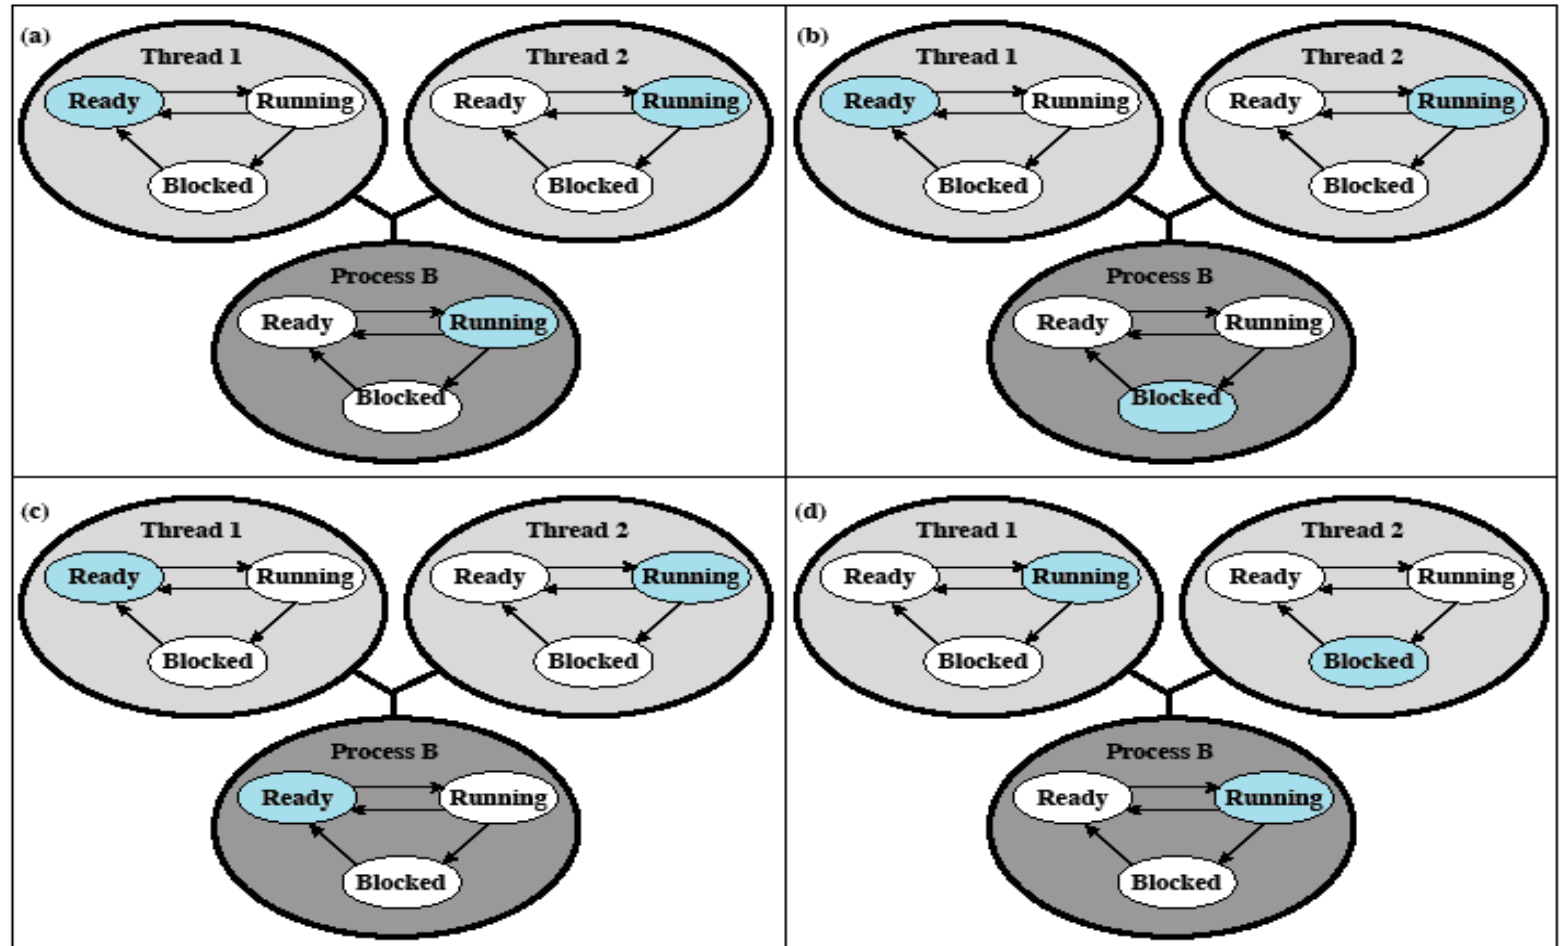 (a)
Thread 1
Ready Running
Blocked
Thread 2
Ready Running
Blocked
Process B
Ready Running
Blocked
(b)
Thread 1
Ready Running
Blocked
Thread 2
Ready Running
Blocked
Process B
Ready Running
Blocked
(c)
Thread 1
Ready Running
Blocked
Thread 2
Ready Running
Blocked
Process B
Ready Running
Blocked
(d)
Thread 1
Ready Running
Blocked
Thread 2
Ready Running
Blocked
Process B
Ready Running
Blocked